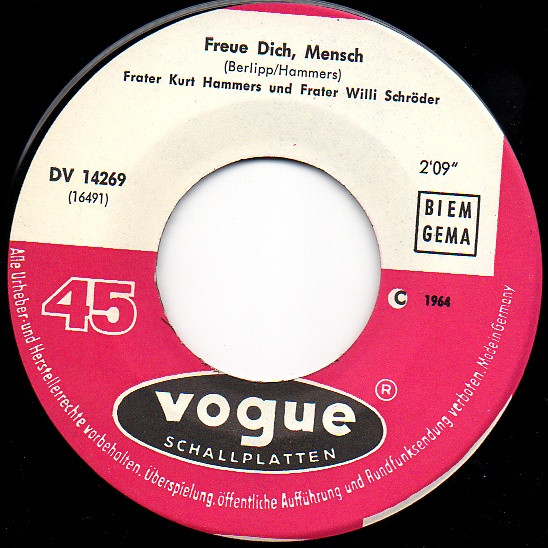 Freue Dich, Mensch
(Berlipp/Hammers)
Frater Kurt Hammers und Frater Willi Schröder
DV 14269
(16491)
2'09"
BIEM
GEMA
45
C 1964
vogue ®
SCHALLPLATTEN
Alle Urheber- und Herstellerrechte vorbehalten. Überspielung, öffentliche Aufführung und Rundfunksendung verboten. Made in Germany